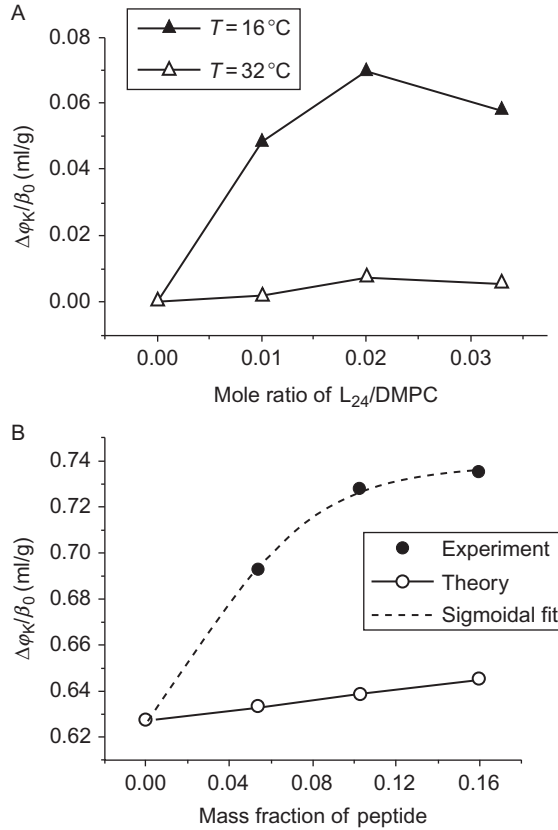 A
T = 16 °C
T = 32 °C
Δφ_K/β_0 (ml/g)
0.08
0.06
0.04
0.02
0.00
0.00 0.01 0.02 0.03
Mole ratio of L_24/DMPC
B
Δφ_K/β_0 (ml/g)
0.74
0.72
0.70
0.68
0.66
0.64
0.62
Experiment
Theory
Sigmoidal fit
0.00 0.04 0.08 0.12 0.16
Mass fraction of peptide